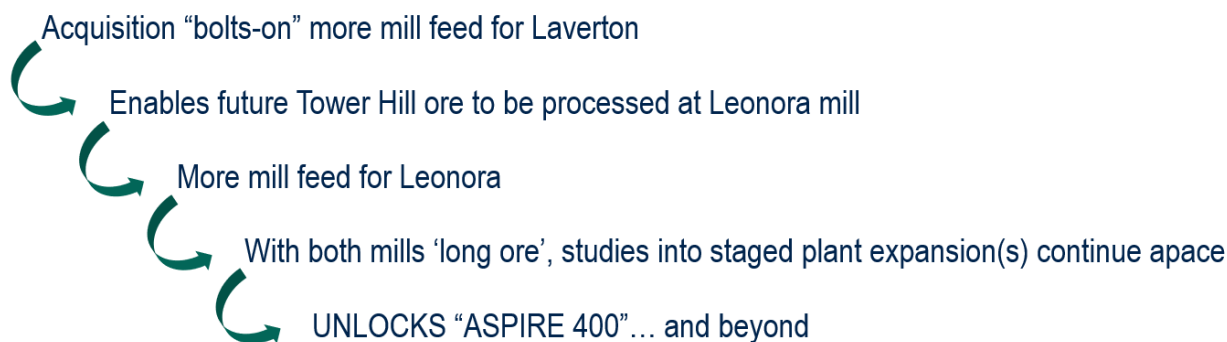 Acquisition “bolts-on” more mill feed for Laverton
Enables future Tower Hill ore to be processed at Leonora mill
More mill feed for Leonora
With both mills ‘long ore’, studies into staged plant expansion(s) continue apace
UNLOCKS “ASPIRE 400”… and beyond